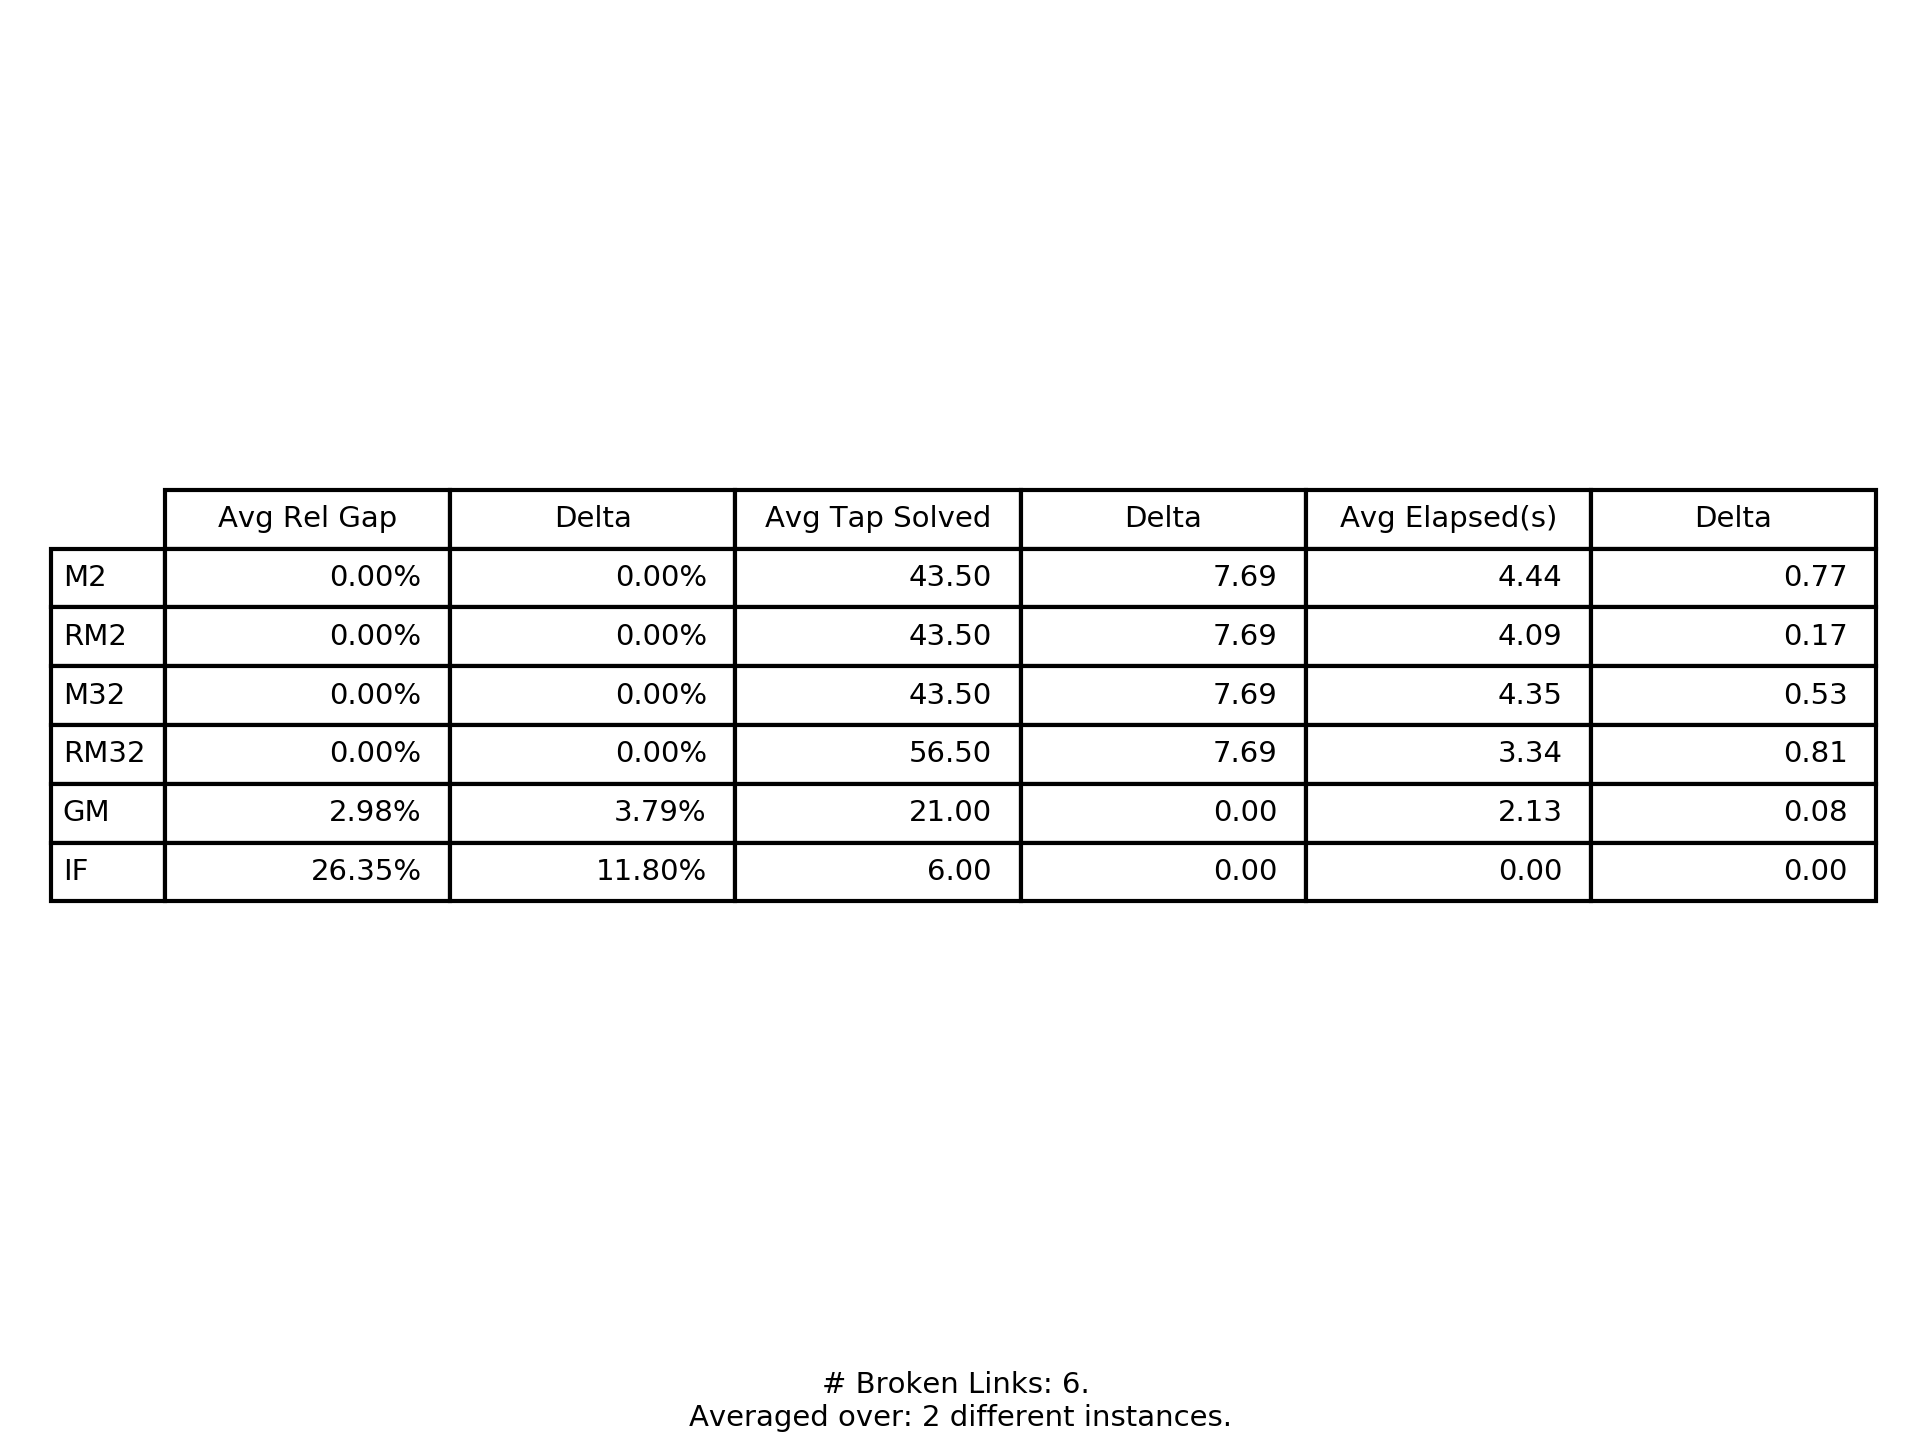 Avg Rel Gap Delta Avg Tap Solved Delta Avg Elapsed(s) Delta
M2 0.00% 0.00% 43.50 7.69 4.44 0.77
RM2 0.00% 0.00% 43.50 7.69 4.09 0.17
M32 0.00% 0.00% 43.50 7.69 4.35 0.53
RM32 0.00% 0.00% 56.50 7.69 3.34 0.81
GM 2.98% 3.79% 21.00 0.00 2.13 0.08
IF 26.35% 11.80% 6.00 0.00 0.00 0.00
# Broken Links: 6.
Averaged over: 2 different instances.